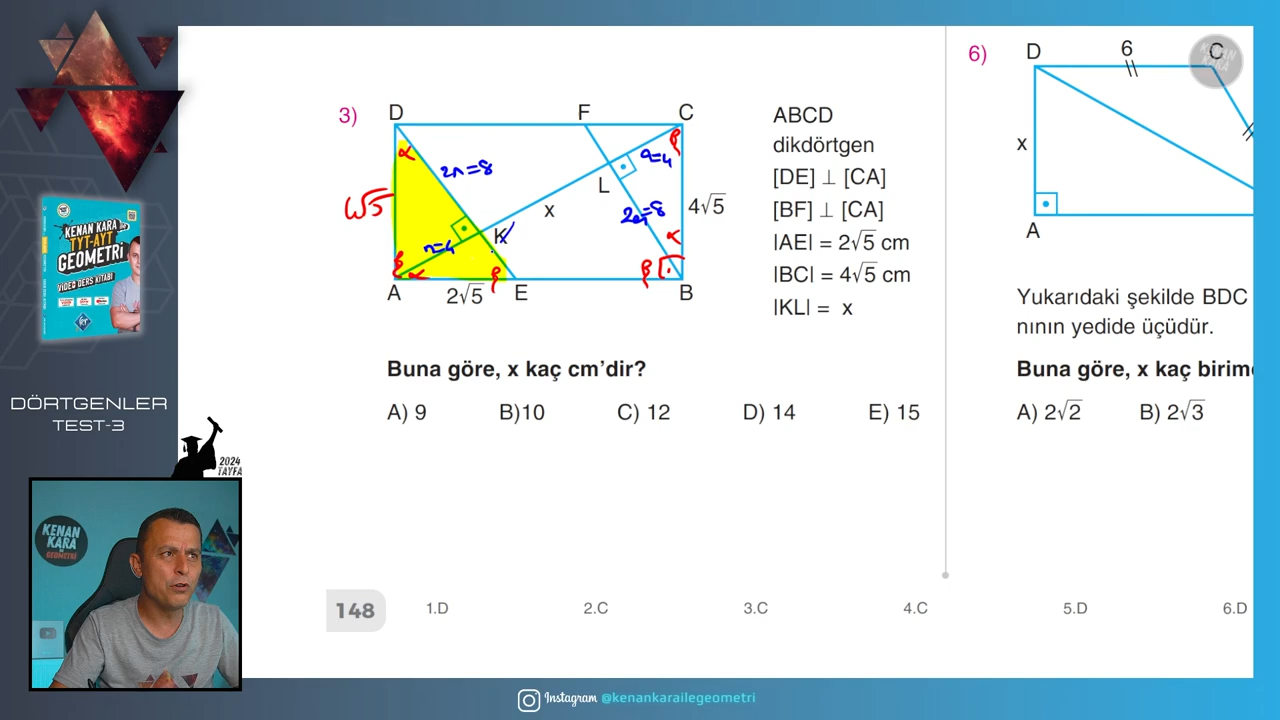 KENAN KARA
TYT-AYT
GEOMETRİ
VİDEO DERS KİTABI
DÖRTGENLER
TEST-3
2024
TAYFA
KENAN
KARA
GEOMETRİ
3)
D
F
C
α
2n=8
a=4
β
L
4√5
x
2a=8
K
n=4
α
β
α
β
β
A
2√5
E
B
ABCD
dikdörtgen
[DE] ⊥ [CA]
[BF] ⊥ [CA]
|AE| = 2√5 cm
|BC| = 4√5 cm
|KL| = x
Buna göre, x kaç cm’dir?
A) 9 B)10 C) 12 D) 14 E) 15
148 1.D 2.C 3.C 4.C 5.D 6.D
6)
D
6
C
KENAN
KARA
x
A
Yukarıdaki şekilde BDC
nının yedide üçüdür.
Buna göre, x kaç birim
A) 2√2 B) 2√3
Instagram @kenankarailegeometri